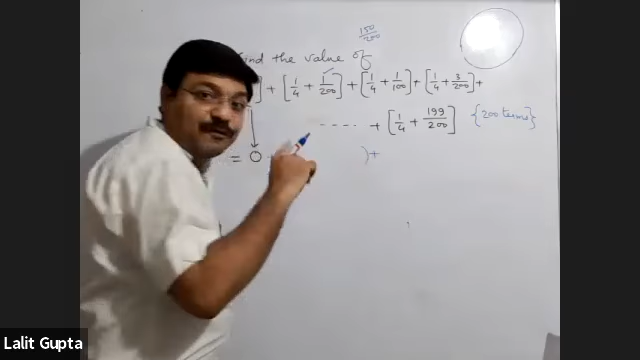 150/200
Find the value of
] + [1/4 + 1/200] + [1/4 + 1/100] + [1/4 + 3/200] +
---- + [1/4 + 199/200] {200 terms}
= 0 )+
Lalit Gupta